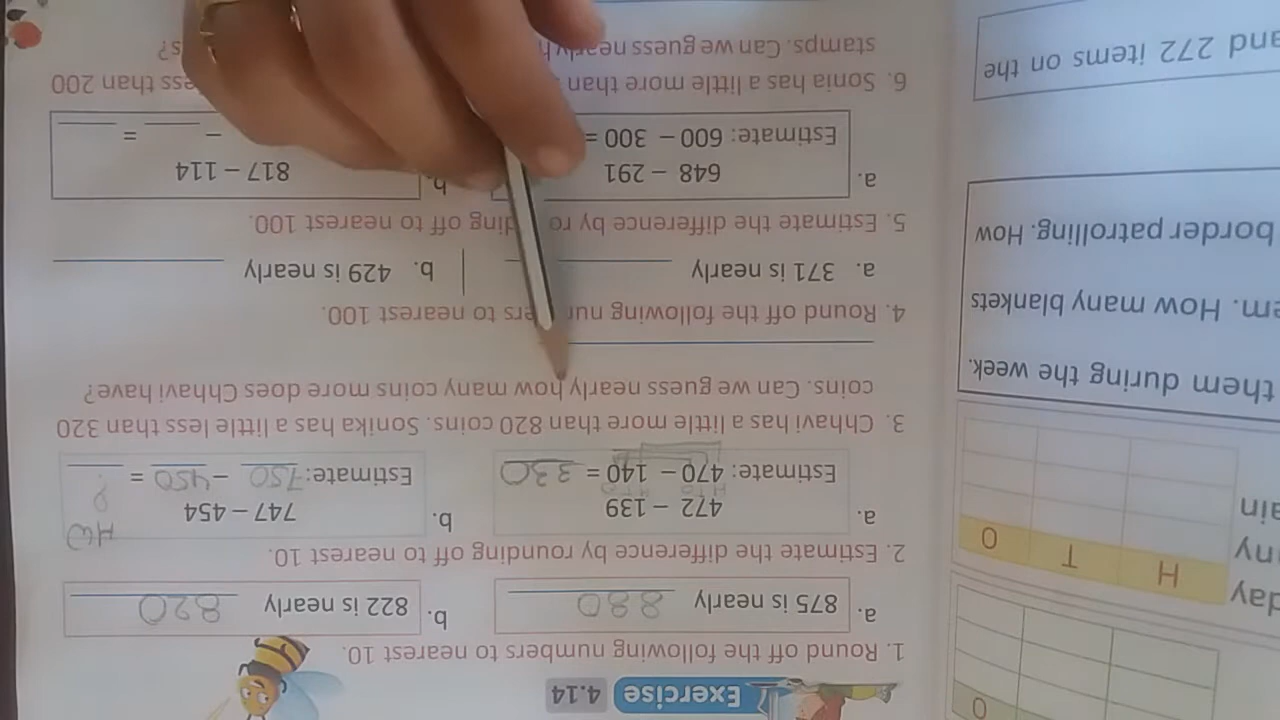 Exercise 4.14
1. Round off the following numbers to nearest 10.
a. 875 is nearly 880
b. 822 is nearly 820
2. Estimate the difference by rounding off to nearest 10.
a. 472 – 139
Estimate: 470 – 140 = 330
b. 747 – 454
HW
Estimate: 750 – 450 = ?
3. Chhavi has a little more than 820 coins. Sonika has a little less than 320
coins. Can we guess nearly how many coins more does Chhavi have?
4. Round off the following to nearest 100.
a. 371 is nearly
b. 429 is nearly
5. Estimate the difference by rounding off to nearest 100.
a. 648 – 291
Estimate: 600 – 300 =
b. 817 – 114
– =
6. Sonia has a little more than less than 200
stamps. Can we guess nearly
day
H T O
O
them during the week.
How many blankets
border patrolling. How
and 272 items on the